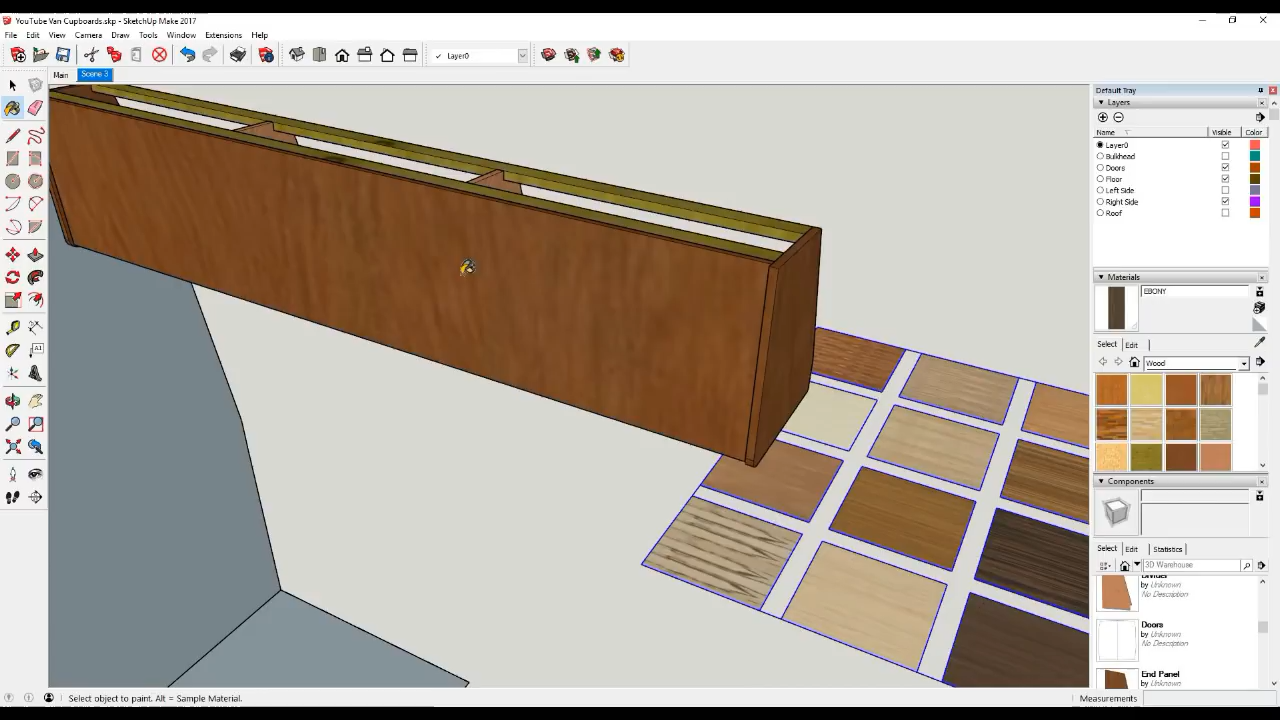 YouTube Van Cupboards.skp - SketchUp Make 2017
File Edit View Camera Draw Tools Window Extensions Help
Layer0
Main Scene 3
Default Tray
Layers
Name Visible Color
Layer0
Bulkhead
Doors
Floor
Left Side
Right Side
Roof
Materials
EBONY
Select Edit
Wood
Components
Select Edit Statistics
3D Warehouse
Divider
by Unknown
No Description
Doors
by Unknown
No Description
End Panel
by Unknown
Select object to paint. Alt = Sample Material.
Measurements